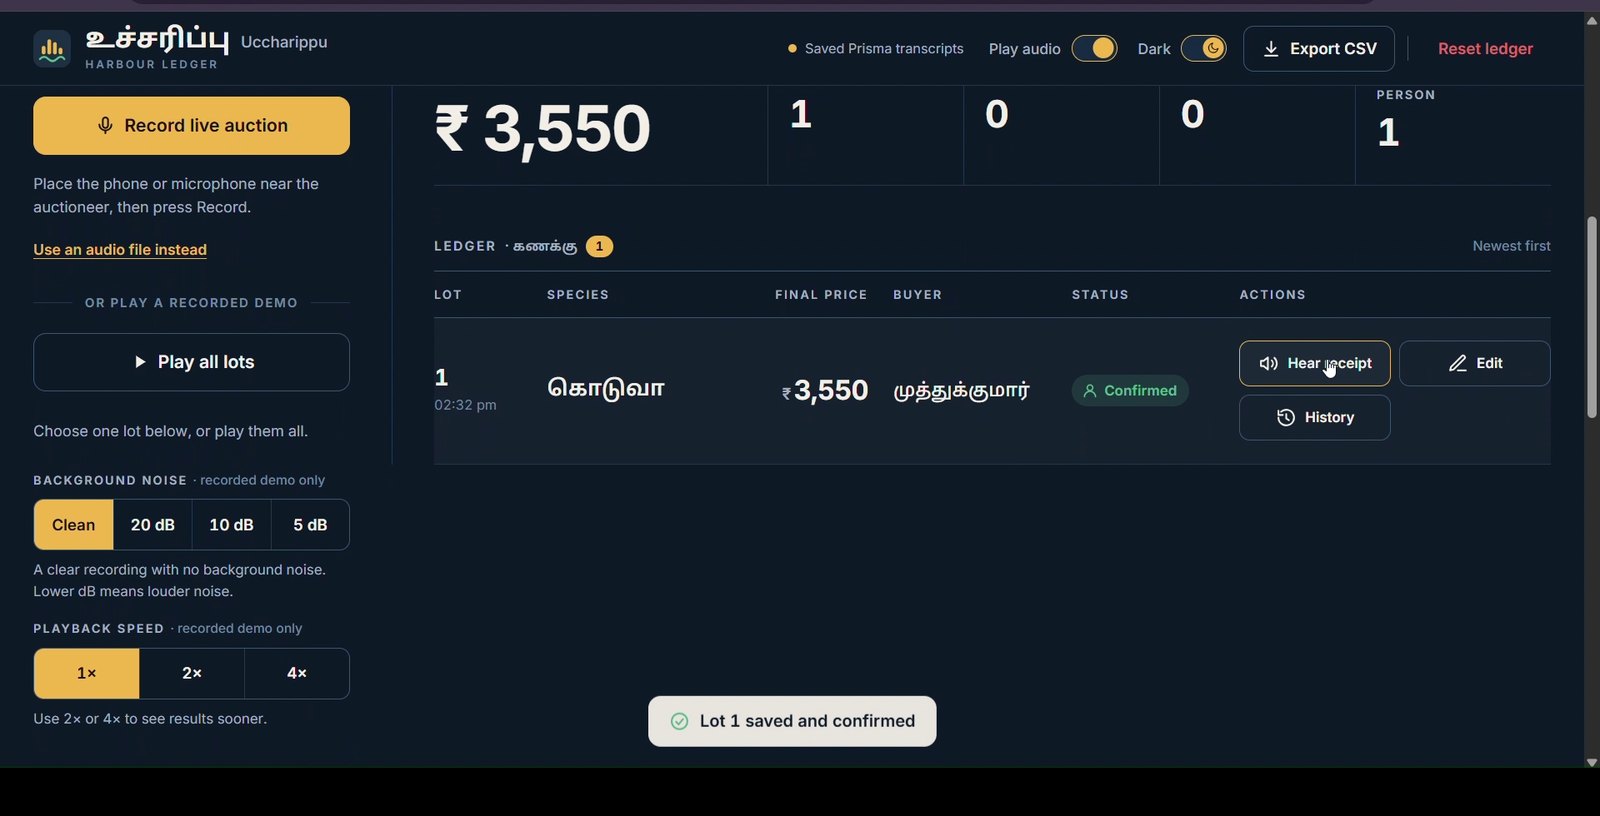 உச்சரிப்பு Uccharippu
HARBOUR LEDGER
Saved Prisma transcripts
Play audio
Dark
Export CSV
Reset ledger
Record live auction
Place the phone or microphone near the
auctioneer, then press Record.
Use an audio file instead
OR PLAY A RECORDED DEMO
Play all lots
Choose one lot below, or play them all.
BACKGROUND NOISE · recorded demo only
Clean 20 dB 10 dB 5 dB
A clear recording with no background noise.
Lower dB means louder noise.
PLAYBACK SPEED · recorded demo only
1× 2× 4×
Use 2× or 4× to see results sooner.
₹ 3,550
1
0
0
PERSON
1
LEDGER · கணக்கு 1
Newest first
LOT SPECIES FINAL PRICE BUYER STATUS ACTIONS
1
02:32 pm
கொடுவா
₹3,550
முத்துக்குமார்
Confirmed
Hear receipt
Edit
History
Lot 1 saved and confirmed